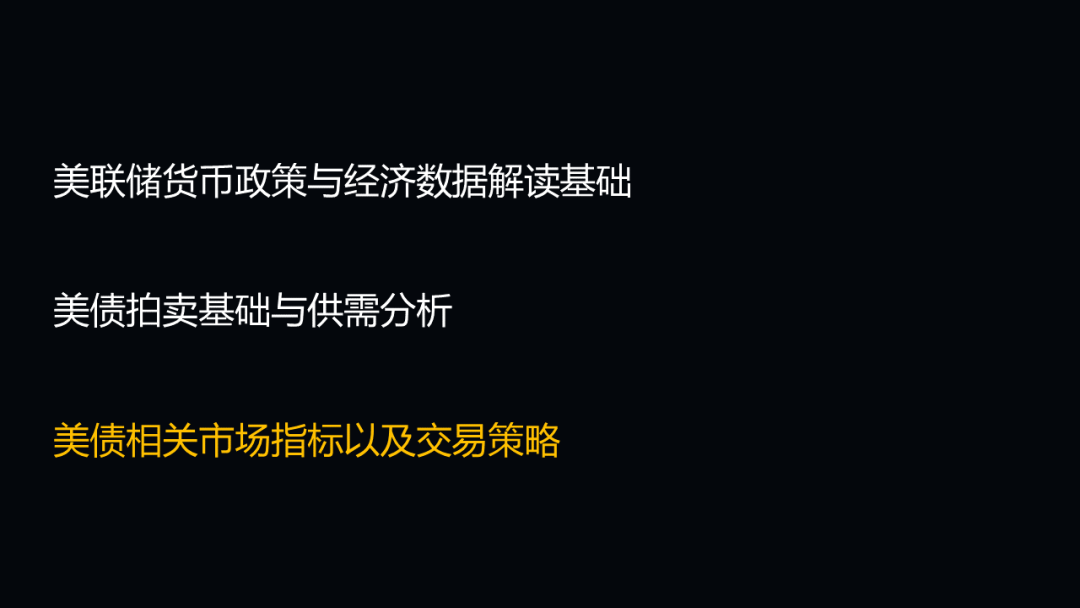 美联储货币政策与经济数据解读基础
美债拍卖基础与供需分析
美债相关市场指标以及交易策略